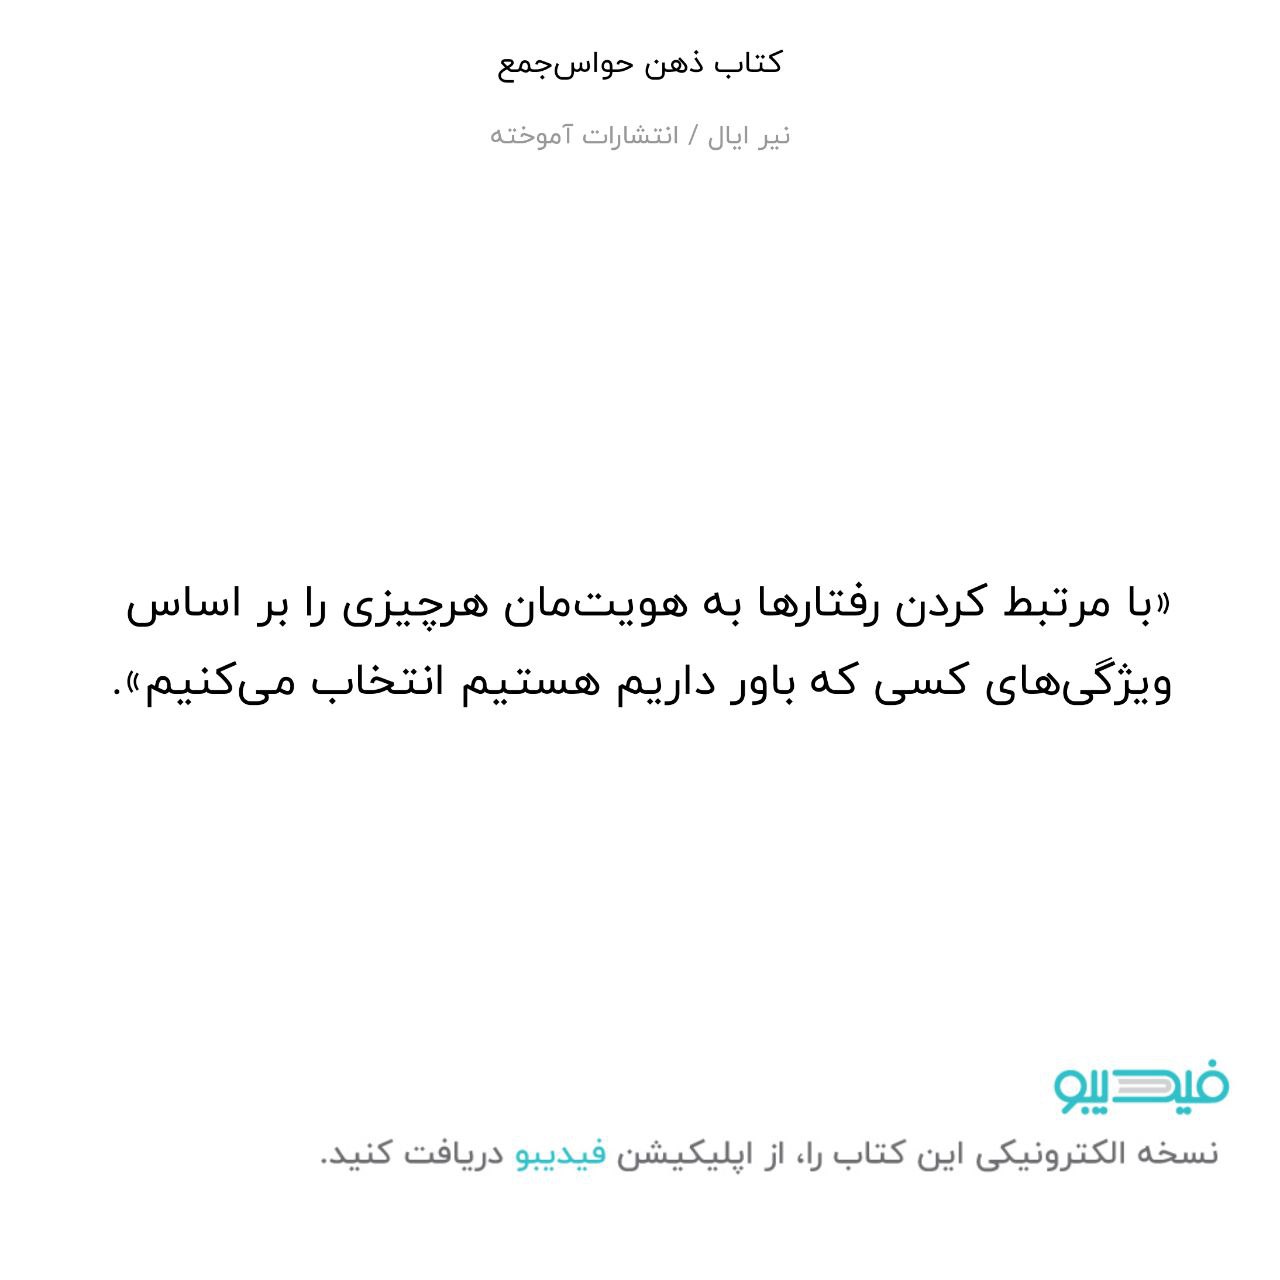 کتاب ذهن حواس‌جمع
نیر ایال / انتشارات آموخته
«با مرتبط کردن رفتارها به هویت‌مان هرچیزی را بر اساس
ویژگی‌های کسی که باور داریم هستیم انتخاب می‌کنیم».
فیدیبو
نسخه الکترونیکی این کتاب را، از اپلیکیشن فیدیبو دریافت کنید.